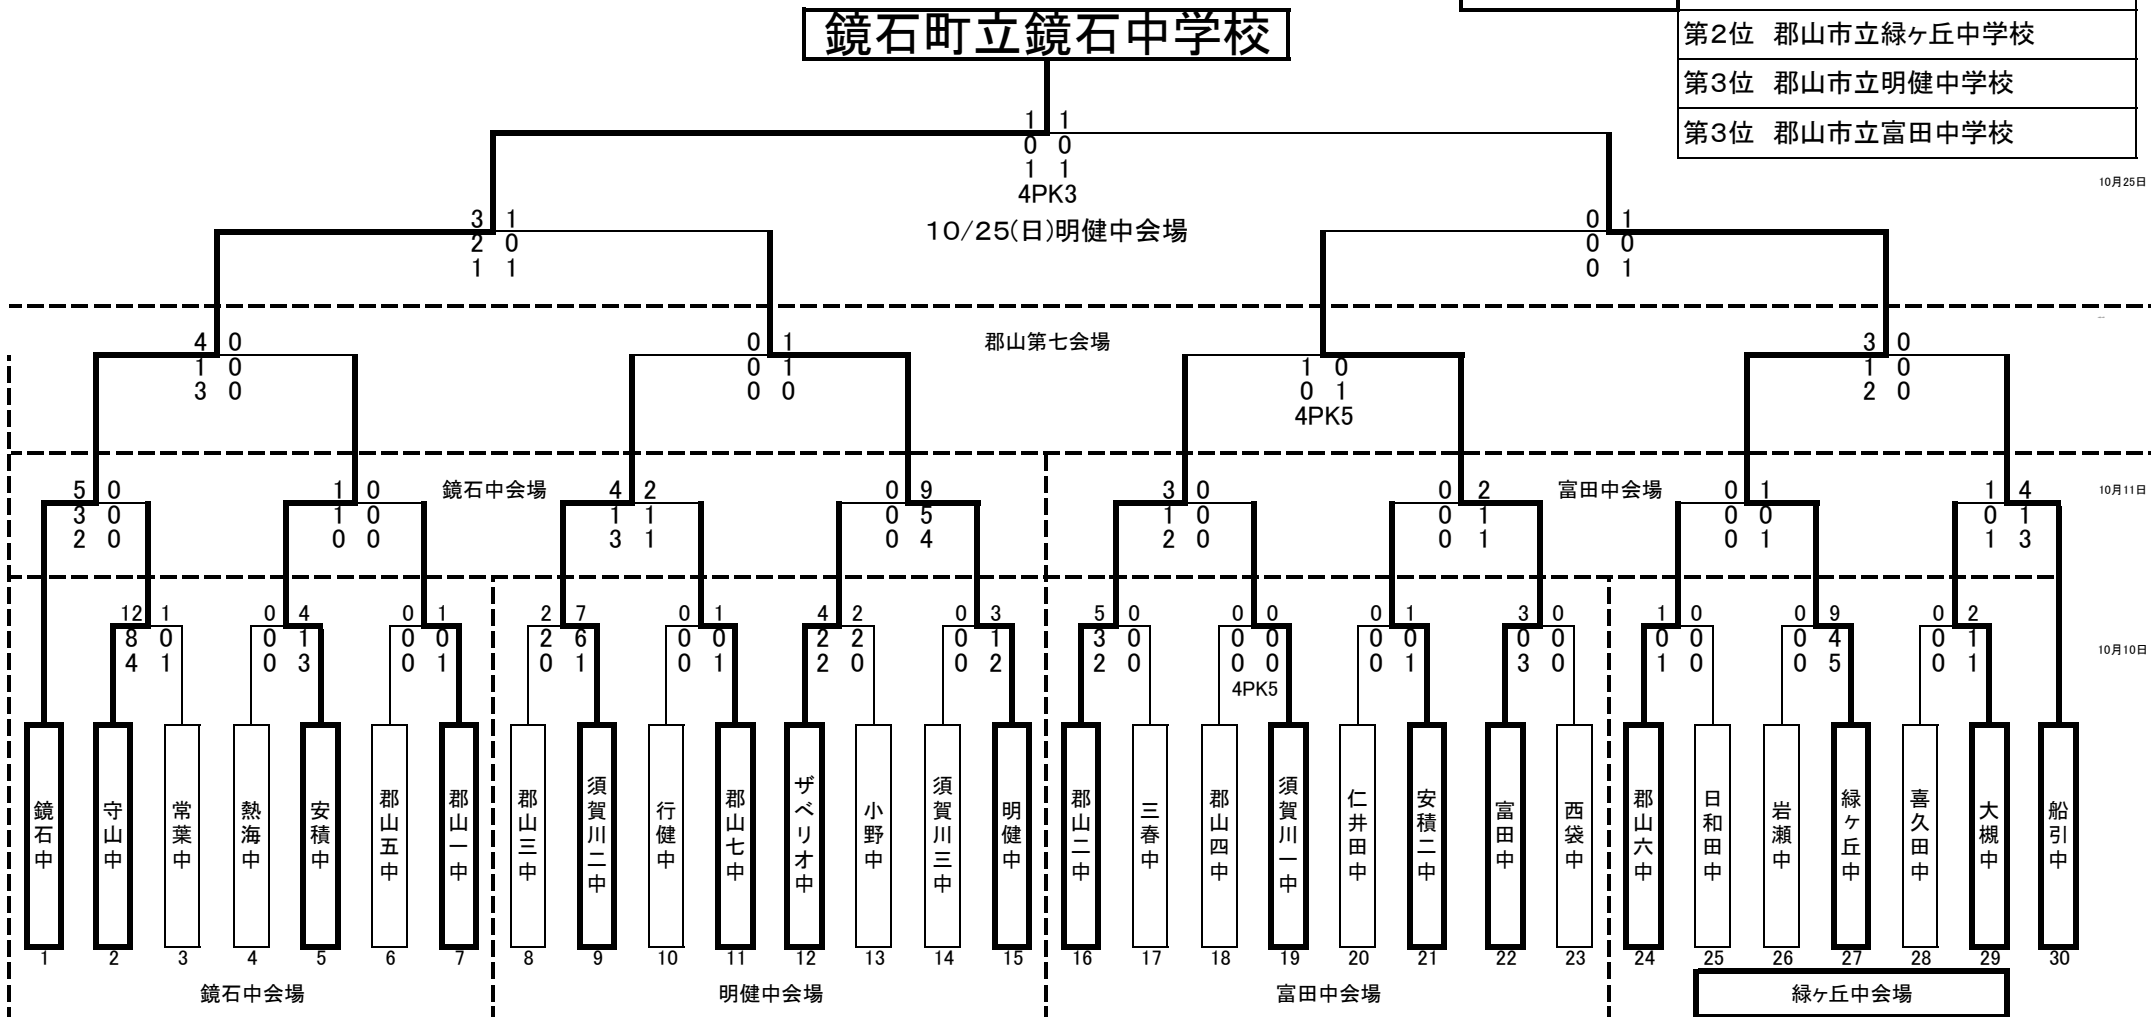 鏡石町立鏡石中学校
第2位 郡山市立緑ヶ丘中学校
第3位 郡山市立明健中学校
第3位 郡山市立富田中学校
1 1
0 0
1 1
4PK3
10月25日
10/25(日)明健中会場
3 1
2 0
1 1
0 1
0 0
0 1
郡山第七会場
4 0
1 0
3 0
0 1
0 1
0 0
1 0
0 1
4PK5
3 0
1 0
2 0
鏡石中会場
富田中会場
10月11日
5 0
3 0
2 0
1 0
1 0
0 0
4 2
1 1
3 1
0 9
0 5
0 4
3 0
1 0
2 0
0 2
0 1
0 1
0 1
0 0
0 1
1 4
0 1
1 3
10月10日
12 1
8 0
4 1
0 4
0 1
0 3
0 1
0 0
0 1
2 7
2 6
0 1
0 1
0 0
0 1
4 2
2 2
2 0
0 3
0 1
0 2
5 0
3 0
2 0
0 0
0 0
0 0
4PK5
0 1
0 0
0 1
3 0
0 0
3 0
1 0
0 0
1 0
0 9
0 4
0 5
0 2
0 1
0 1
鏡石中
守山中
常葉中
熱海中
安積中
郡山五中
郡山一中
郡山三中
須賀川二中
行健中
郡山七中
ザベリオ中
小野中
須賀川三中
明健中
郡山二中
三春中
郡山四中
須賀川一中
仁井田中
安積二中
富田中
西袋中
郡山六中
日和田中
岩瀬中
緑ヶ丘中
喜久田中
大槻中
船引中
1 2 3 4 5 6 7 8 9 10 11 12 13 14 15 16 17 18 19 20 21 22 23 24 25 26 27 28 29 30
鏡石中会場 明健中会場 富田中会場 緑ヶ丘中会場